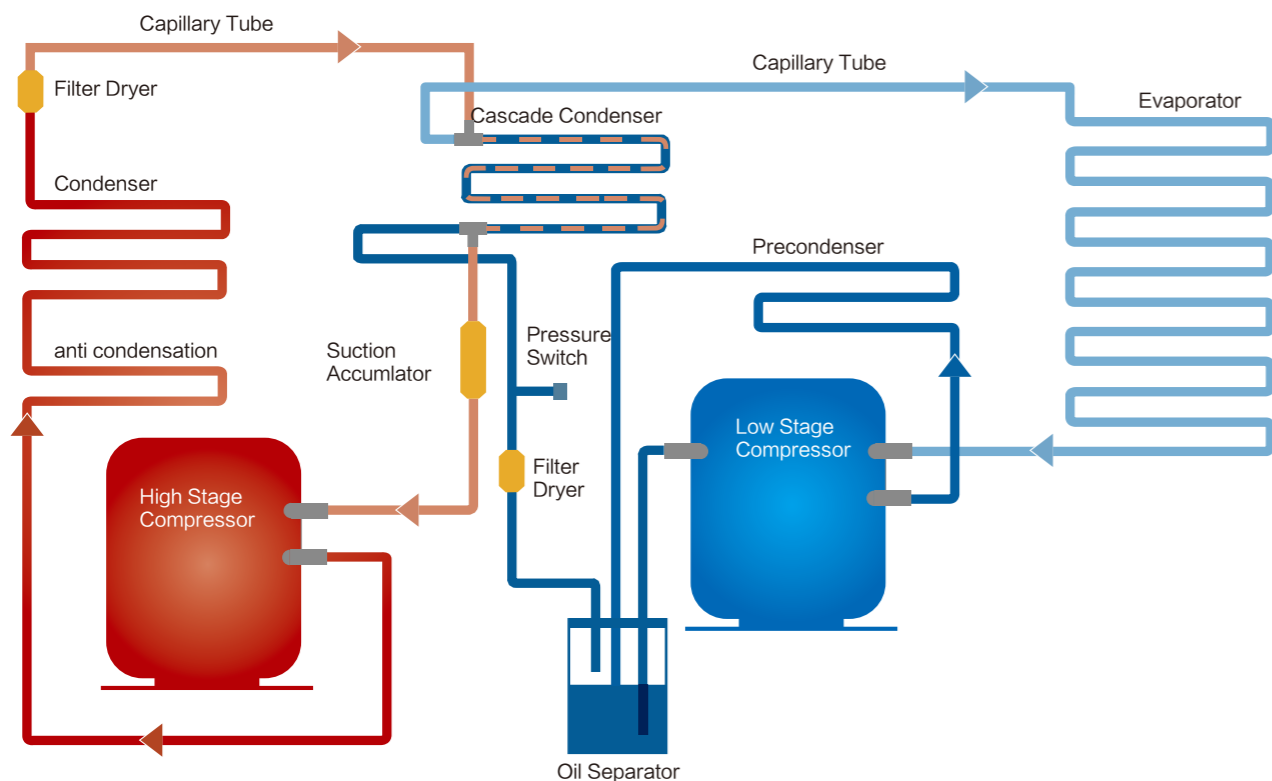 Capillary Tube
Filter Dryer
Capillary Tube
Evaporator
Cascade Condenser
Condenser
Precondenser
anti condensation
Suction
Accumlator
Pressure
Switch
Low Stage
Compressor
Filter
Dryer
High Stage
Compressor
Oil Separator